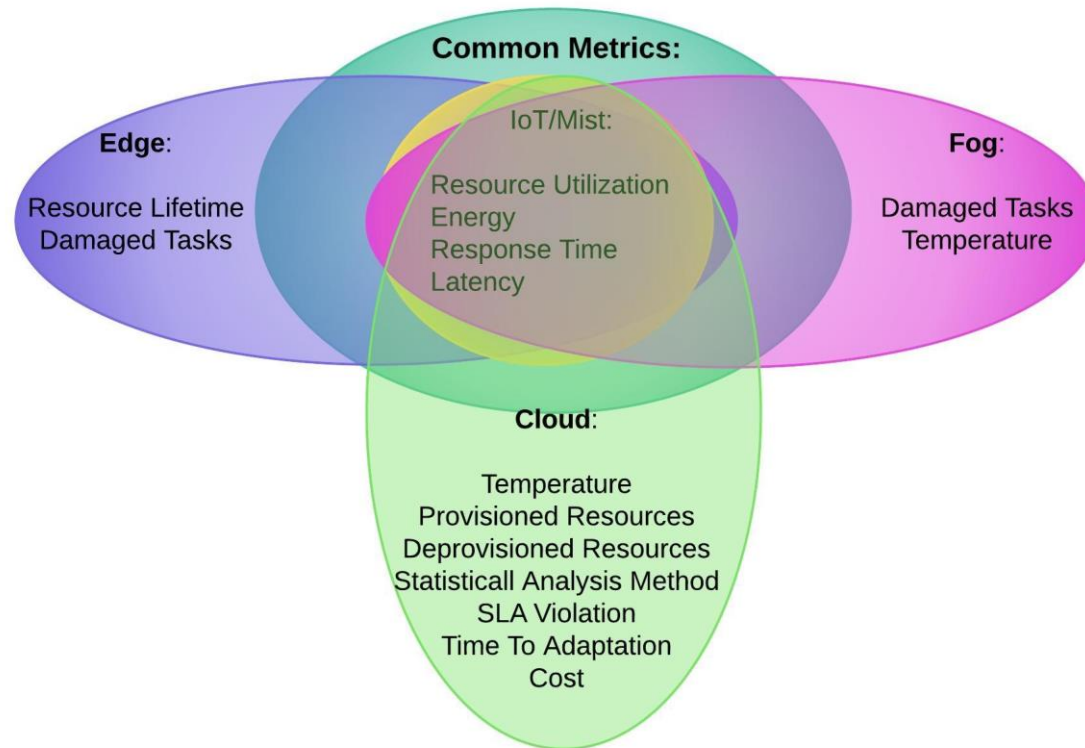 Common Metrics:
IoT/Mist:
Resource Utilization
Energy
Response Time
Latency
Edge:
Resource Lifetime
Damaged Tasks
Fog:
Damaged Tasks
Temperature
Cloud:
Temperature
Provisioned Resources
Deprovisioned Resources
Statisticall Analysis Method
SLA Violation
Time To Adaptation
Cost